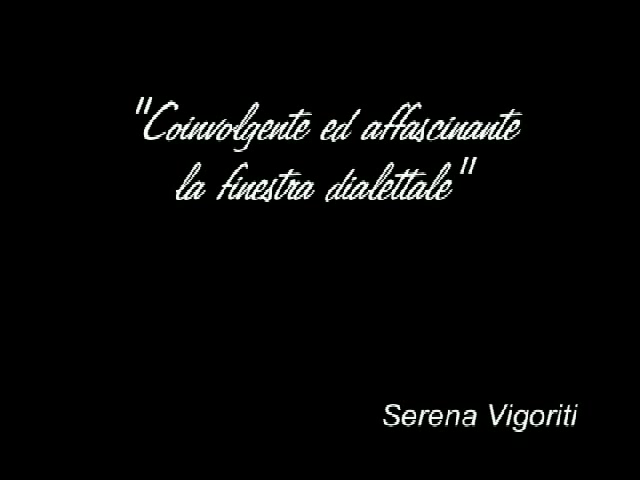 "Coinvolgente ed affascinante
la finestra dialettale"
Serena Vigoriti